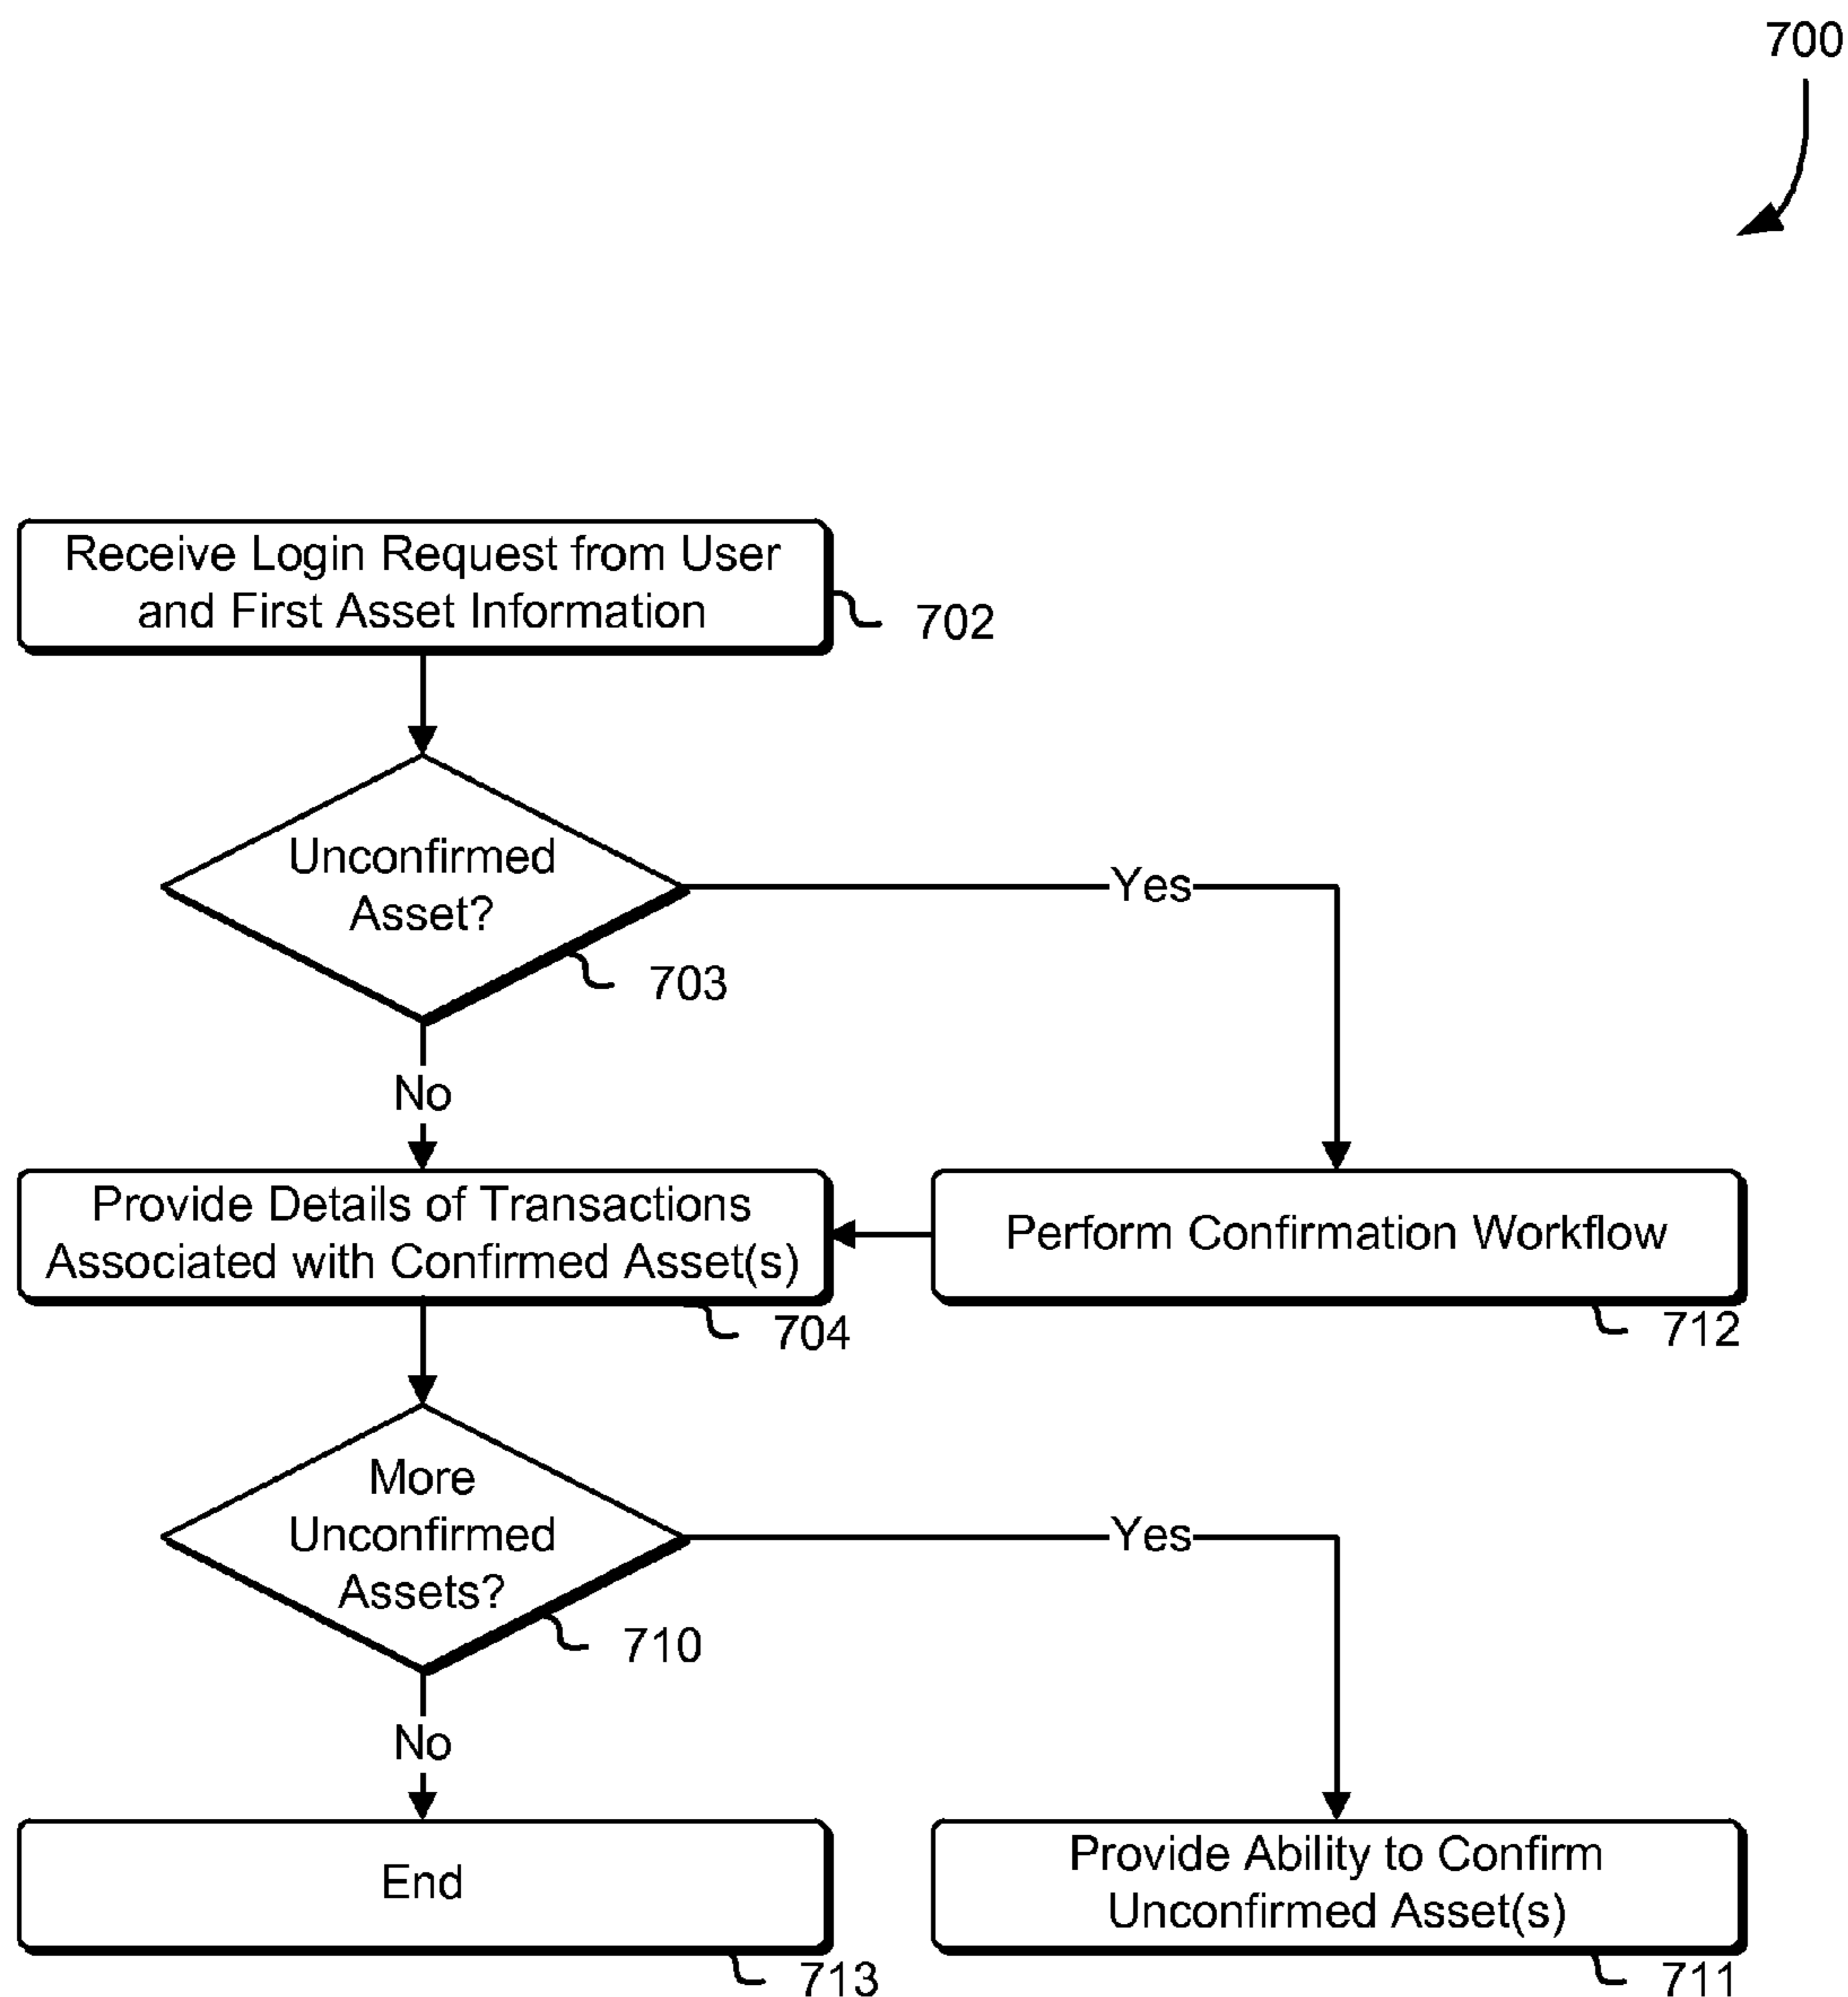 700
Receive Login Request from User
and First Asset Information
702
Unconfirmed
Asset?
Yes
703
No
Provide Details of Transactions
Associated with Confirmed Asset(s)
704
Perform Confirmation Workflow
712
More
Unconfirmed
Assets?
Yes
710
No
End
713
Provide Ability to Confirm
Unconfirmed Asset(s)
711